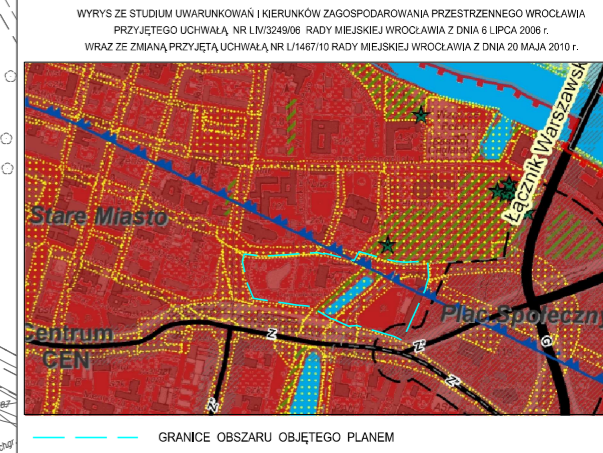 WYRYS ZE STUDIUM UWARUNKOWAŃ I KIERUNKÓW ZAGOSPODAROWANIA PRZESTRZENNEGO WROCŁAWIA
PRZYJĘTEGO UCHWAŁĄ NR LIV/3249/06 RADY MIEJSKIEJ WROCŁAWIA Z DNIA 6 LIPCA 2006 r.
WRAZ ZE ZMIANĄ PRZYJĘTĄ UCHWAŁĄ NR L/1467/10 RADY MIEJSKIEJ WROCŁAWIA Z DNIA 20 MAJA 2010 r.
Łącznik Warszawsk
Stare Miasto
Plac Społeczny
Centrum
CEN
Z
G
GRANICE OBSZARU OBJĘTEGO PLANEM